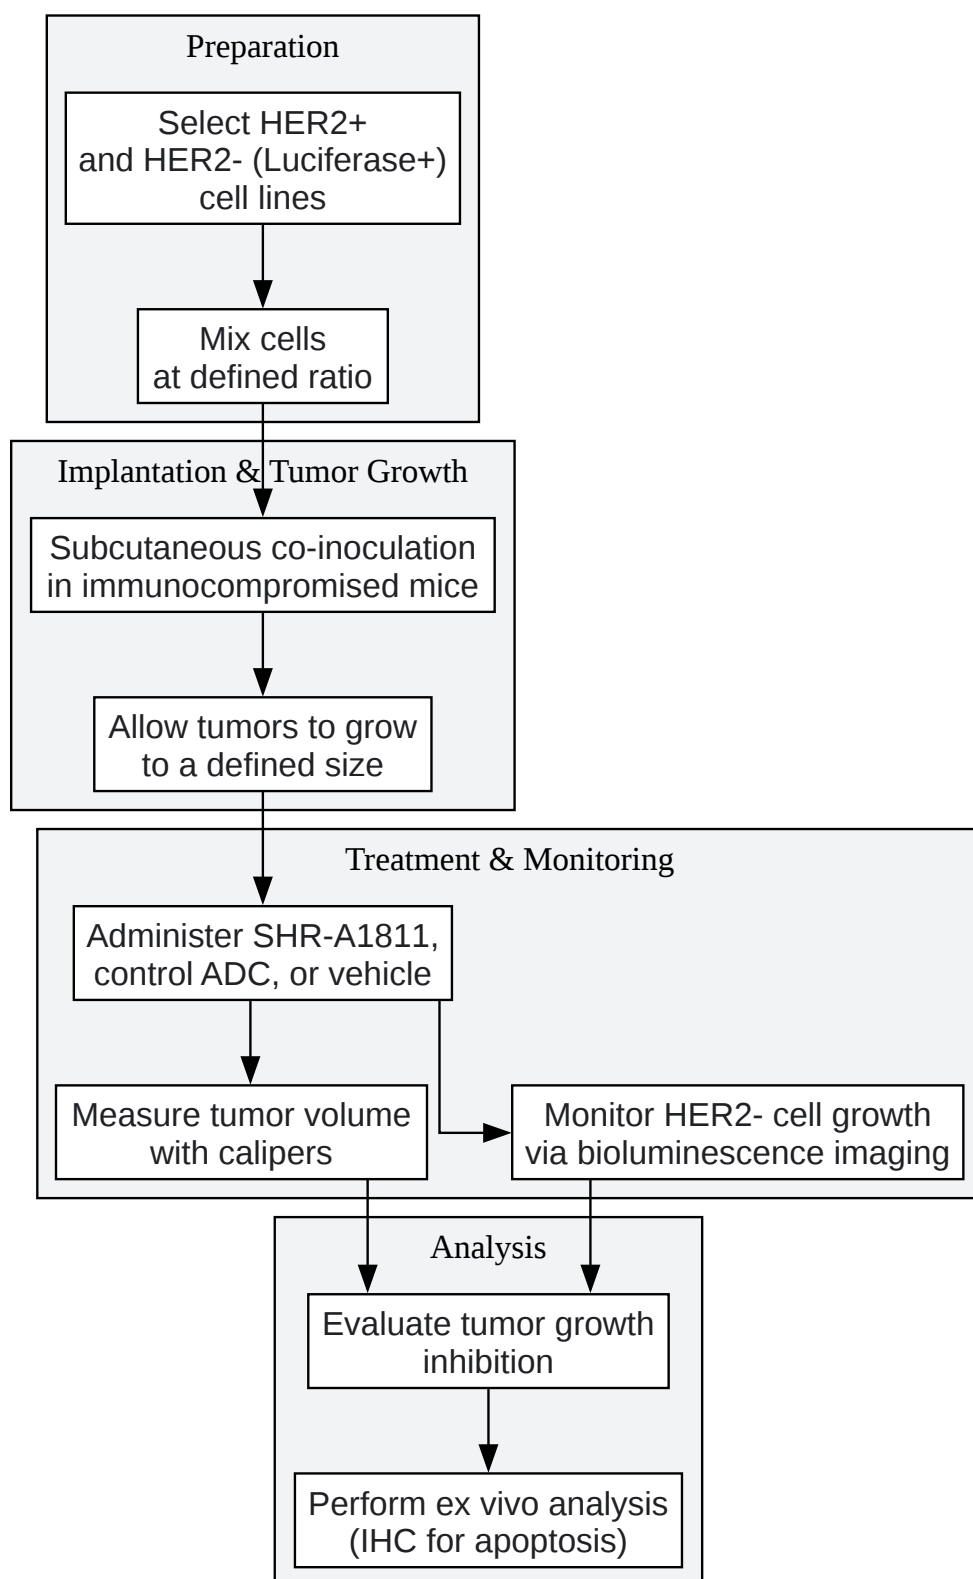 Preparation
Select HER2+
and HER2- (Luciferase+)
cell lines
Mix cells
at defined ratio
Implantation & Tumor Growth
Subcutaneous co-inoculation
in immunocompromised mice
Allow tumors to grow
to a defined size
Treatment & Monitoring
Administer SHR-A1811,
control ADC, or vehicle
Measure tumor volume
with calipers
Monitor HER2- cell growth
via bioluminescence imaging
Analysis
Evaluate tumor growth
inhibition
Perform ex vivo analysis
(IHC for apoptosis)